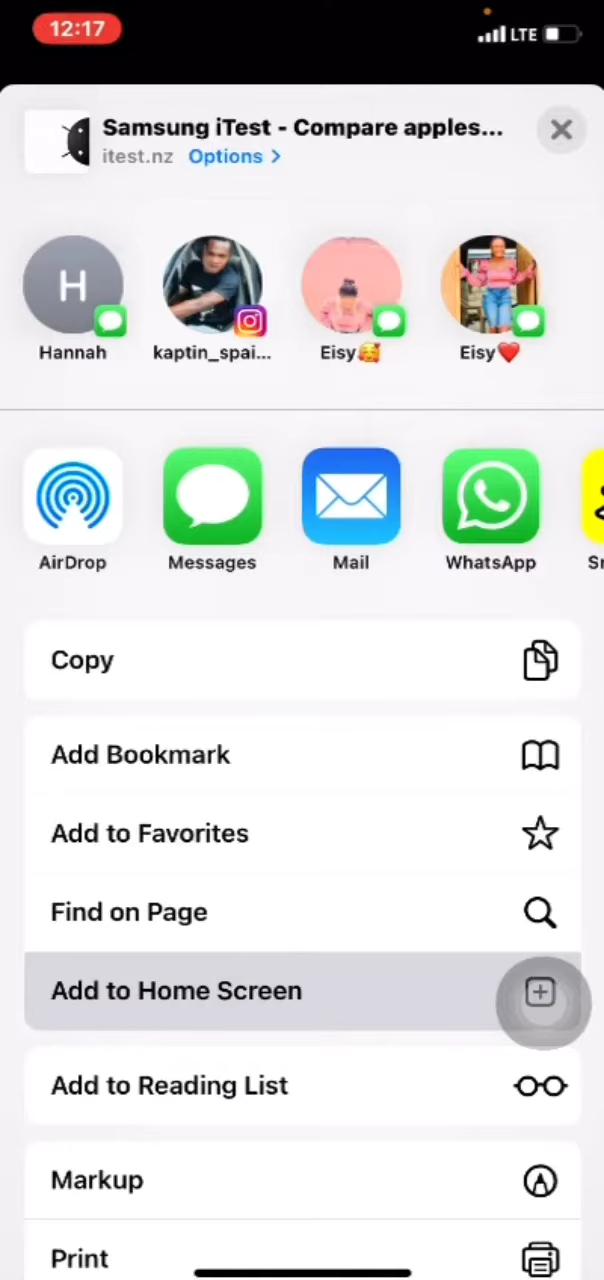 12:17
LTE
Samsung iTest - Compare apples...
itest.nz Options >
H
Hannah
kaptin_spai...
Eisy🥰
Eisy❤️
AirDrop
Messages
Mail
WhatsApp
Copy
Add Bookmark
Add to Favorites
Find on Page
Add to Home Screen
Add to Reading List
Markup
Print